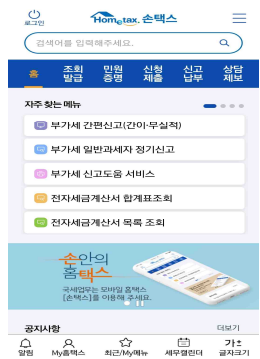 로그인
Hometax. 손택스
검색어를 입력해주세요.
홈
조회
발급
민원
증명
신청
제출
신고
납부
상담
제보
자주 찾는 메뉴
부가세 간편신고(간이·무실적)
부가세 일반과세자 정기신고
부가세 신고도움 서비스
전자세금계산서 합계표조회
전자세금계산서 목록 조회
손안의
홈택스
국세업무는 모바일 홈택스
[손택스]를 이용해 주세요.
공지사항
더보기
알림
My홈택스
최근/My메뉴
세무캘린더
가±
글자크기